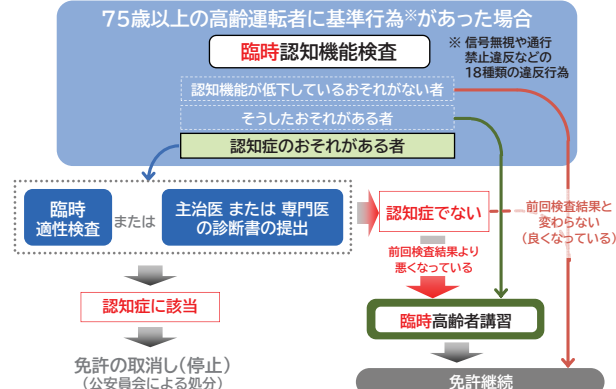 75歳以上の高齢運転者に基準行為※があった場合
臨時認知機能検査
※ 信号無視や通行
禁止違反などの
18種類の違反行為
認知機能が低下しているおそれがない者
そうしたおそれがある者
認知症のおそれがある者
臨時
適性検査
または
主治医 または 専門医
の診断書の提出
認知症でない
前回検査結果と
変わらない
(良くなっている)
前回検査結果より
悪くなっている
認知症に該当
臨時高齢者講習
免許の取消し(停止)
(公安員会による処分)
免許継続